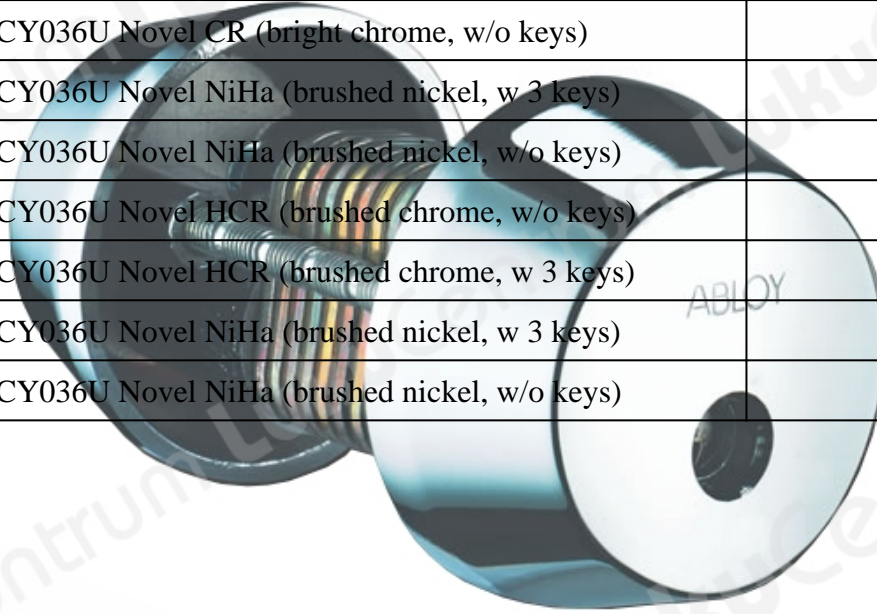 CY036U Novel CR (bright chrome, w/o keys)
CY036U Novel NiHa (brushed nickel, w 3 keys)
CY036U Novel NiHa (brushed nickel, w/o keys)
CY036U Novel HCR (brushed chrome, w/o keys)
CY036U Novel HCR (brushed chrome, w 3 keys)
CY036U Novel NiHa (brushed nickel, w 3 keys)
CY036U Novel NiHa (brushed nickel, w/o keys)
ABLOY